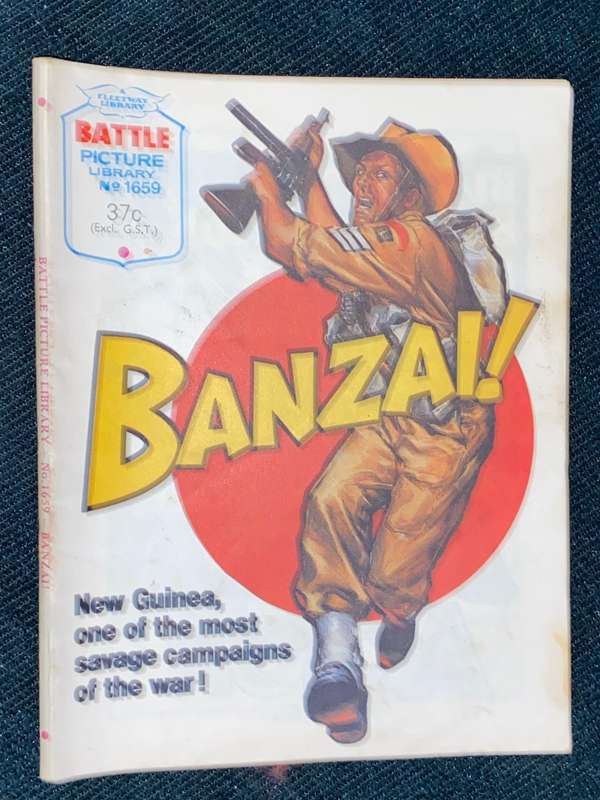 A
FLEETWAY
LIBRARY
BATTLE
PICTURE
LIBRARY
No 1659
37c
(Excl. G.S.T.)
BANZAI!
New Guinea,
one of the most
savage campaigns
of the war!
BATTLE PICTURE LIBRARY No. 1659 BANZAI!